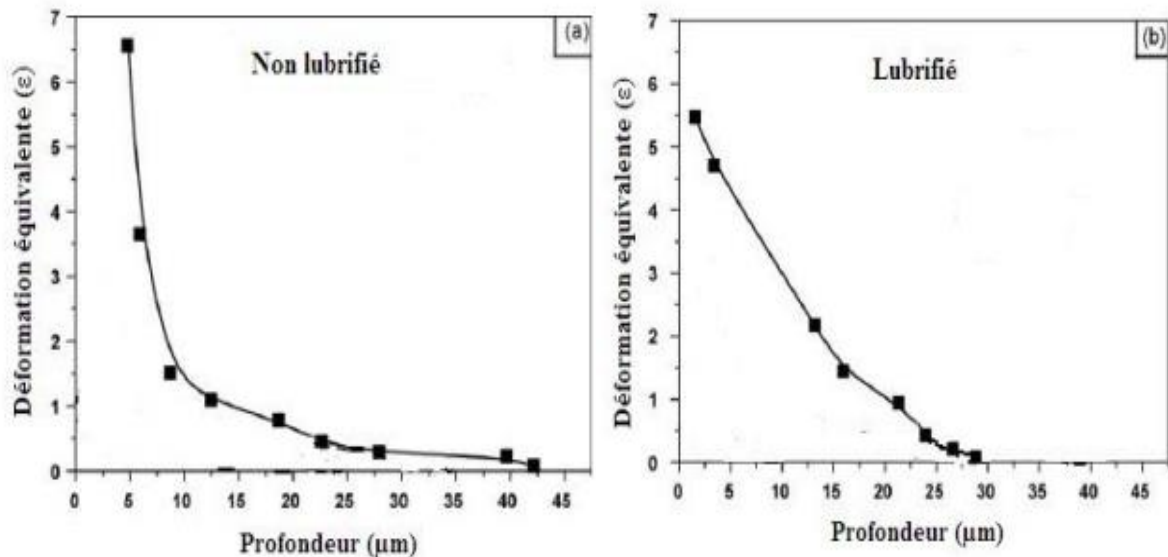 (a)
Non lubrifié
Déformation équivalente (ε)
7
6
5
4
3
2
1
0
0 5 10 15 20 25 30 35 40 45
Profondeur (µm)
(b)
Lubrifié
Déformation équivalente (ε)
7
6
5
4
3
2
1
0
0 5 10 15 20 25 30 35 40 45
Profondeur (µm)